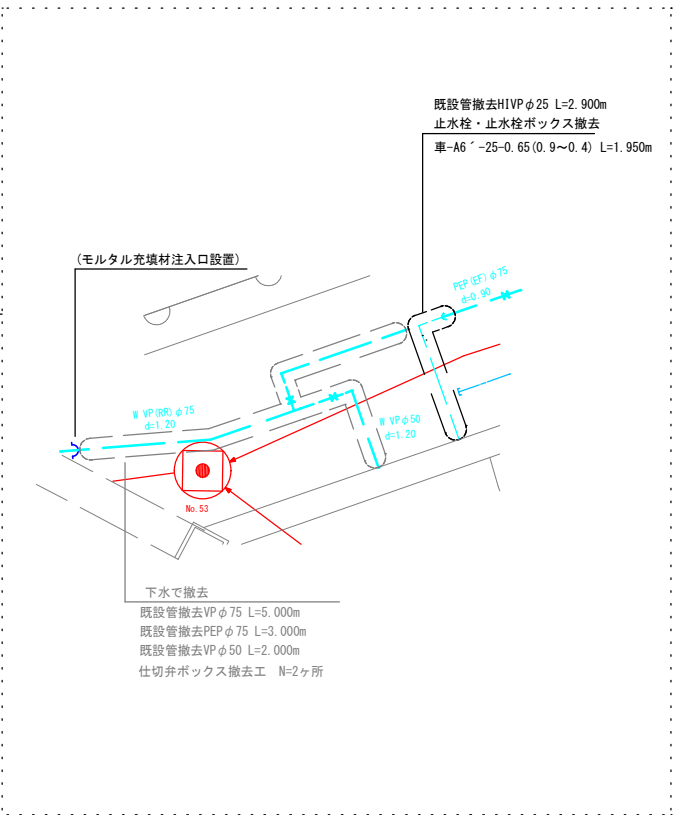 既設管撤去HIVPφ25 L=2.900m
止水栓・止水栓ボックス撤去
車-A6´-25-0.65(0.9～0.4) L=1.950m
(モルタル充填材注入口設置)
PEP(EF)φ75
d=0.90
W VP(RR)φ75
d=1.20
W VPφ50
d=1.20
No.53
下水で撤去
既設管撤去VPφ75 L=5.000m
既設管撤去PEPφ75 L=3.000m
既設管撤去VPφ50 L=2.000m
仕切弁ボックス撤去工　N=2ヶ所